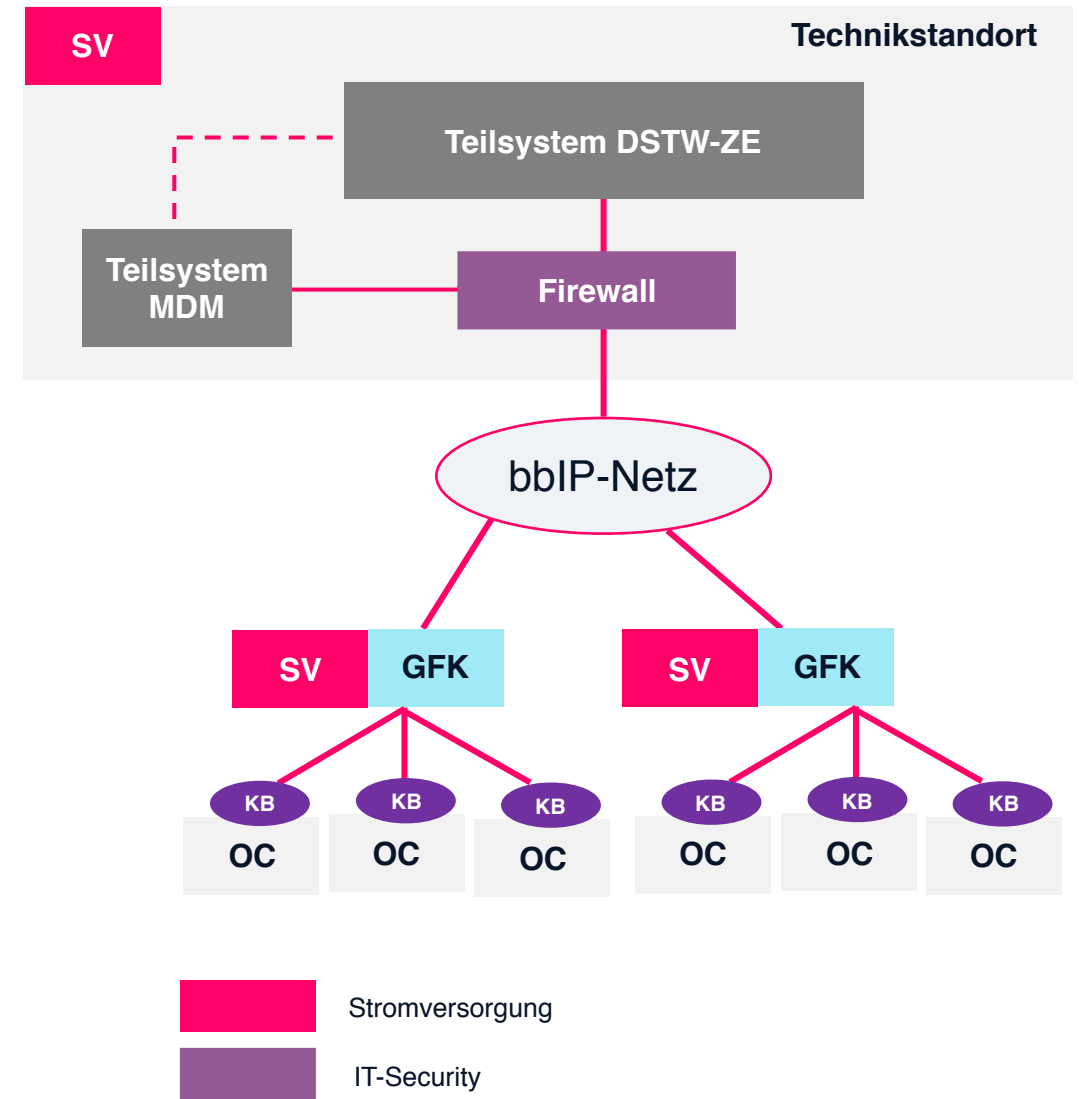 SV
Technikstandort
Teilsystem DSTW-ZE
Teilsystem
MDM
Firewall
bbIP-Netz
SV
GFK
SV
GFK
KB
KB
KB
KB
KB
KB
OC
OC
OC
OC
OC
OC
Stromversorgung
IT-Security